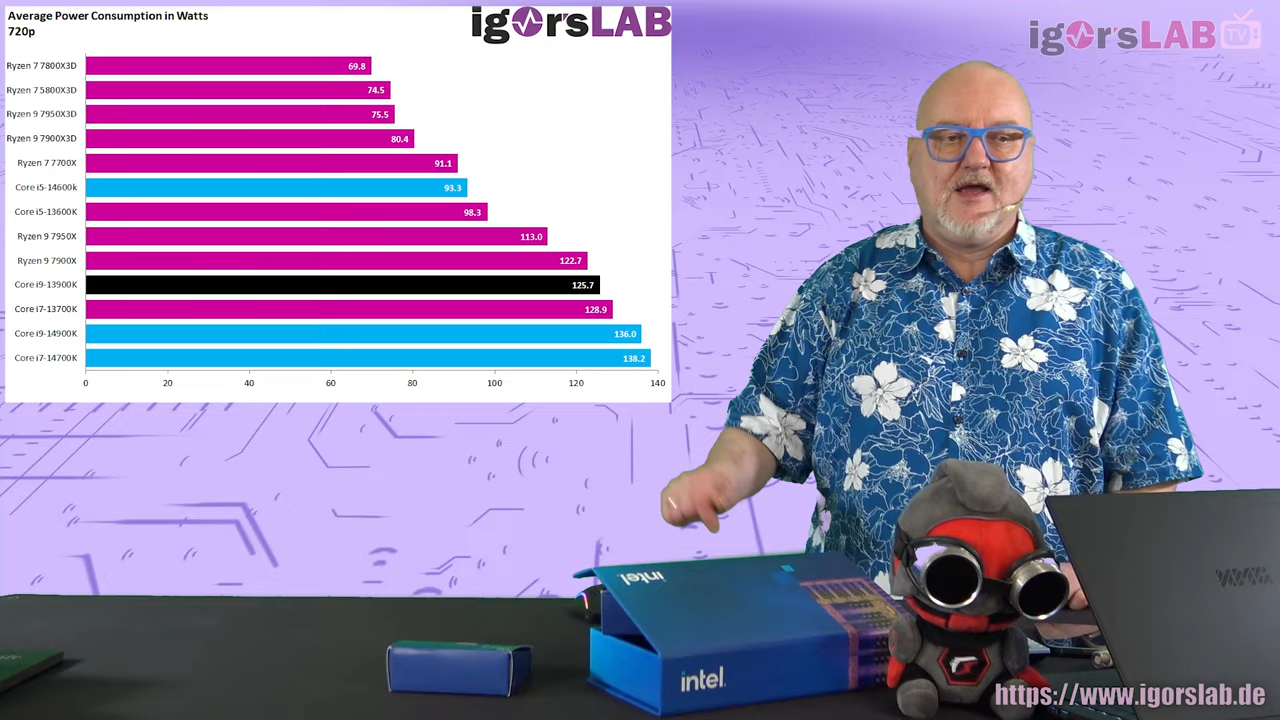 Average Power Consumption in Watts
720p
igorsLAB
igorsLAB TV
Ryzen 7 7800X3D 69.8
Ryzen 7 5800X3D 74.5
Ryzen 9 7950X3D 75.5
Ryzen 9 7900X3D 80.4
Ryzen 7 7700X 91.1
Core i5-14600k 93.3
Core i5-13600K 98.3
Ryzen 9 7950X 113.0
Ryzen 9 7900X 122.7
Core i9-13900K 125.7
Core i7-13700K 128.9
Core i9-14900K 136.0
Core i7-14700K 138.2
0 20 40 60 80 100 120 140
intel
intel.
https://www.igorslab.de